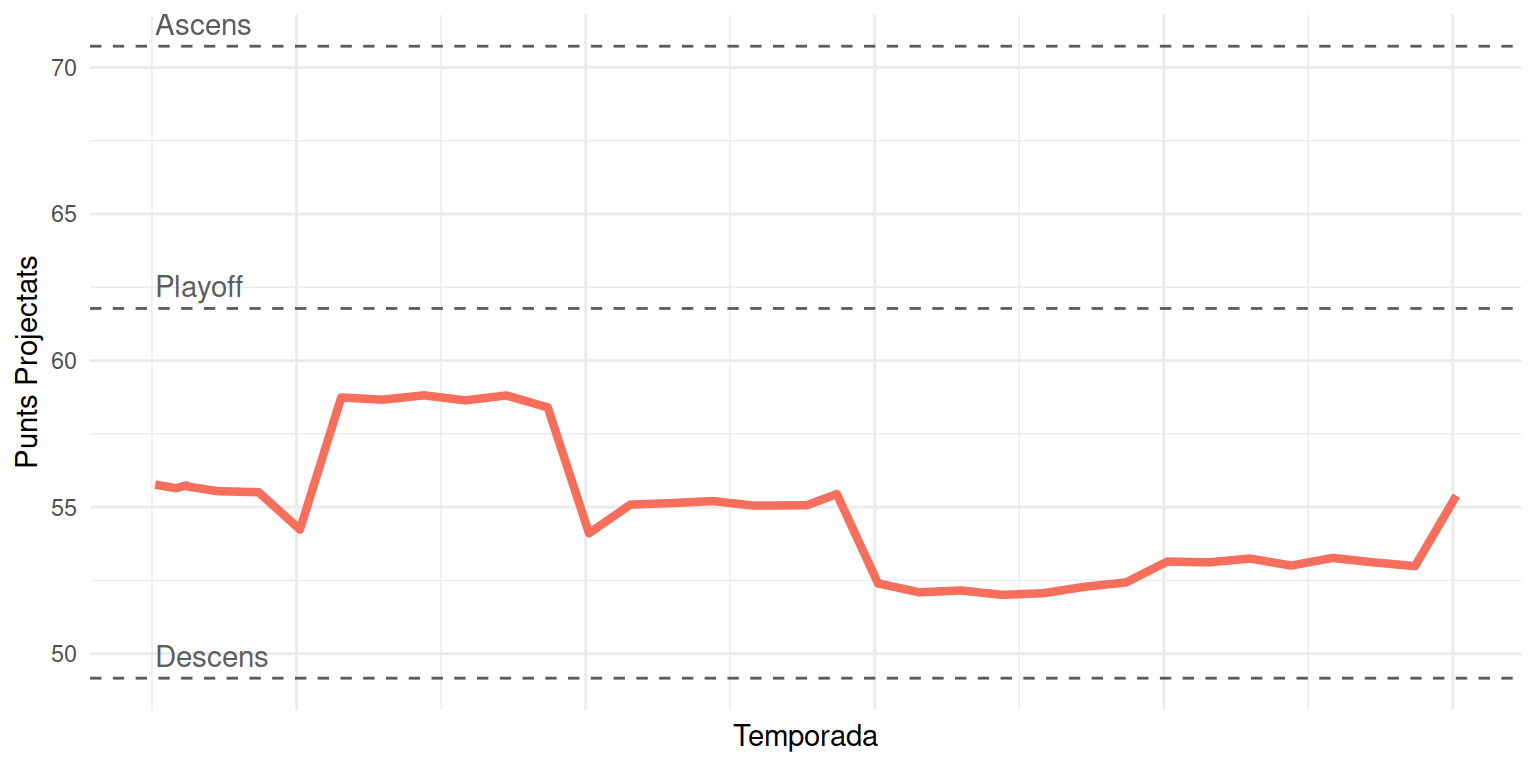 Ascens
70
65
Playoff
60
55
50
Descens
Punts Projectats
Temporada